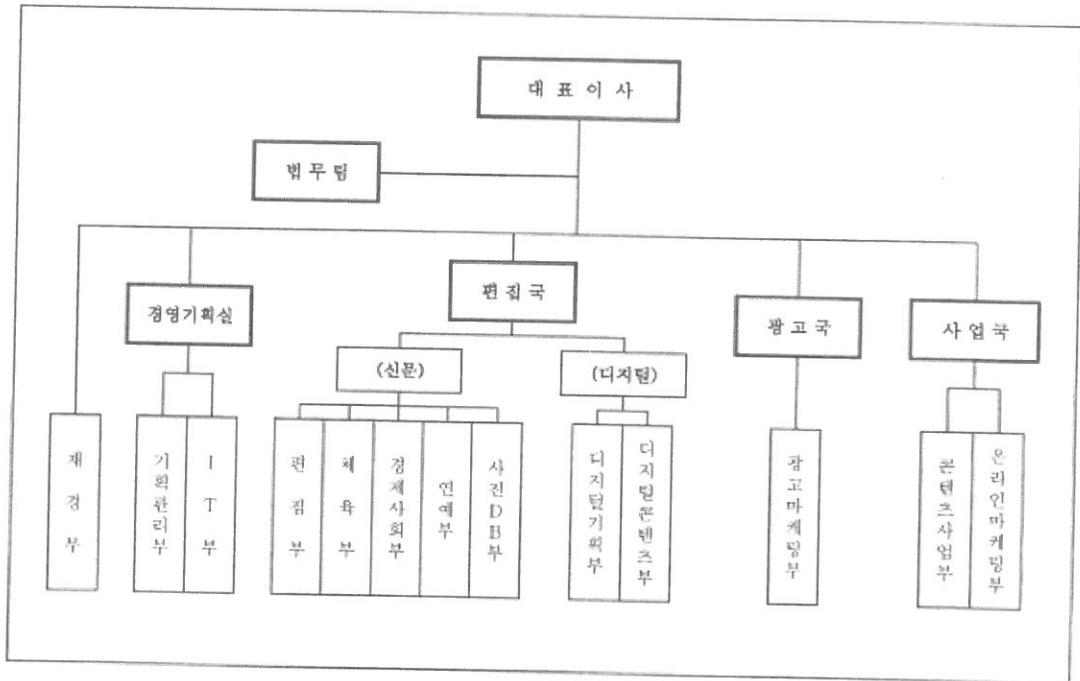 대표이사
법무팀
경영기획실
편집국
광고국
사업국
(신문)
(디지털)
재경부
기획관리부
IT부
편집부
체육부
경제사회부
연예부
사진DB부
디지털기획부
디지털콘텐츠부
광고마케팅부
콘텐츠사업부
온라인마케팅부